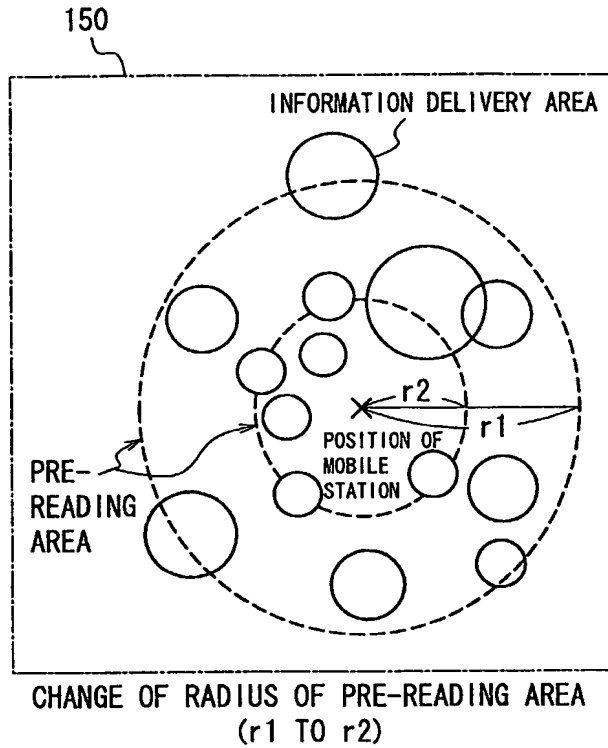 150
INFORMATION DELIVERY AREA
r2
r1
POSITION OF
MOBILE
STATION
PRE-
READING
AREA
CHANGE OF RADIUS OF PRE-READING AREA
(r1 TO r2)